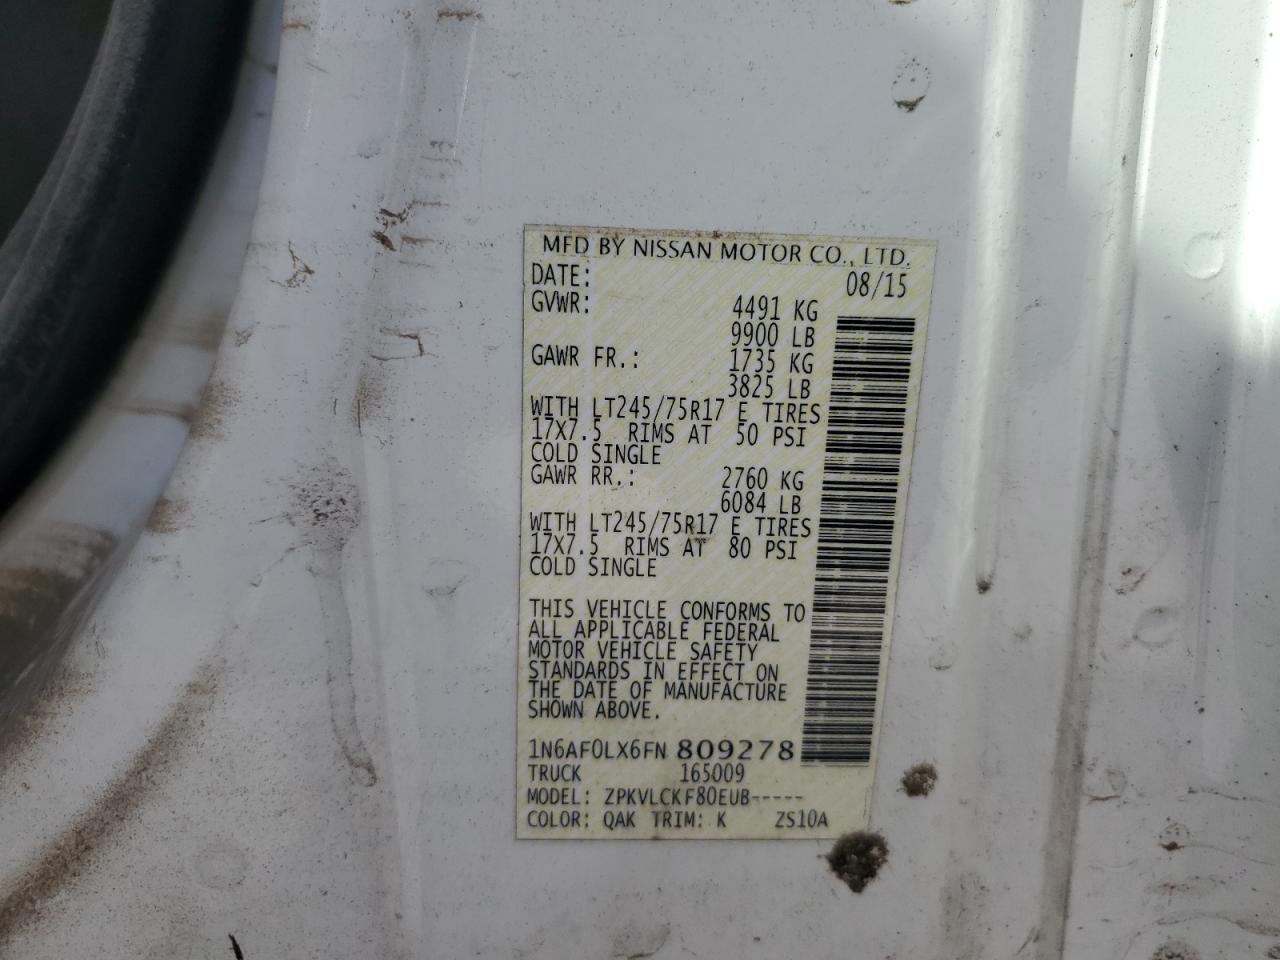 MFD BY NISSAN MOTOR CO., LTD.
DATE: 08/15
GVWR: 4491 KG
9900 LB
GAWR FR.: 1735 KG
3825 LB
WITH LT245/75R17 E TIRES
17X7.5 RIMS AT 50 PSI
COLD SINGLE
GAWR RR.: 2760 KG
6084 LB
WITH LT245/75R17 E TIRES
17X7.5 RIMS AT 80 PSI
COLD SINGLE
THIS VEHICLE CONFORMS TO
ALL APPLICABLE FEDERAL
MOTOR VEHICLE SAFETY
STANDARDS IN EFFECT ON
THE DATE OF MANUFACTURE
SHOWN ABOVE.
1N6AF0LX6FN 809278
TRUCK 165009
MODEL: ZPKVLCKF80EUB-----
COLOR: QAK TRIM: K ZS10A